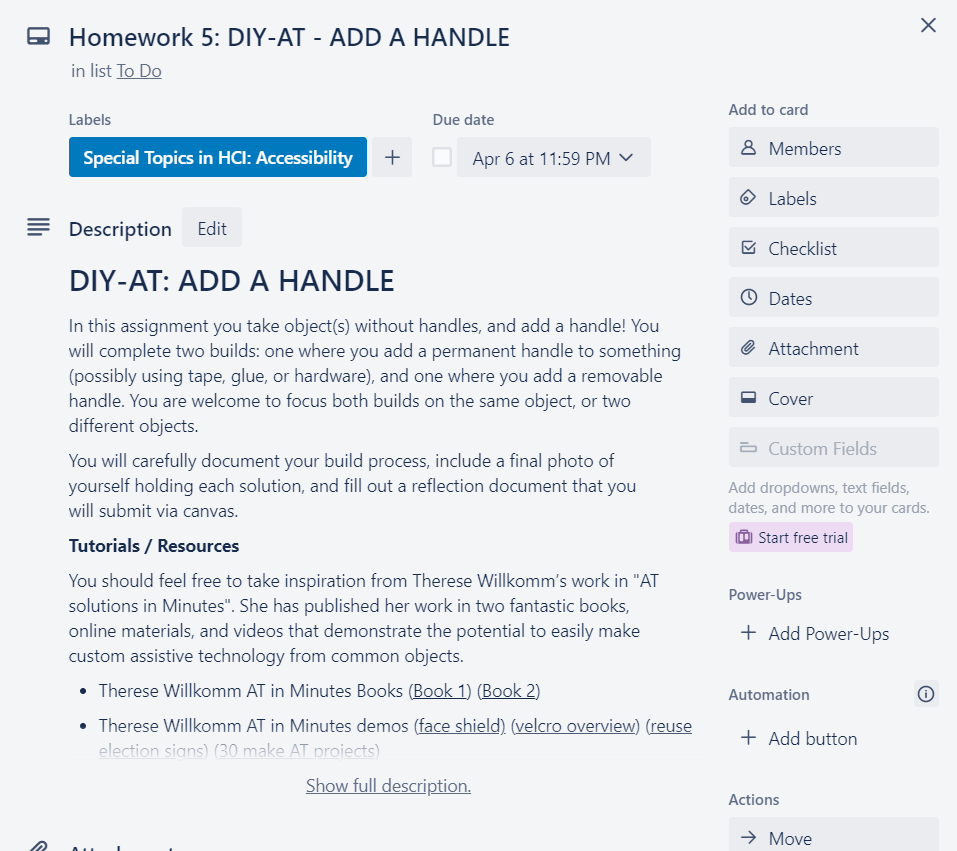 Homework 5: DIY-AT - ADD A HANDLE
in list To Do
Labels
Special Topics in HCI: Accessibility
Due date
Apr 6 at 11:59 PM
Description
Edit
DIY-AT: ADD A HANDLE
In this assignment you take object(s) without handles, and add a handle! You
will complete two builds: one where you add a permanent handle to something
(possibly using tape, glue, or hardware), and one where you add a removable
handle. You are welcome to focus both builds on the same object, or two
different objects.
You will carefully document your build process, include a final photo of
yourself holding each solution, and fill out a reflection document that you
will submit via canvas.
Tutorials / Resources
You should feel free to take inspiration from Therese Willkomm's work in "AT
solutions in Minutes". She has published her work in two fantastic books,
online materials, and videos that demonstrate the potential to easily make
custom assistive technology from common objects.
• Therese Willkomm AT in Minutes Books (Book 1) (Book 2)
• Therese Willkomm AT in Minutes demos (face shield) (velcro overview) (reuse
election signs) (30 make AT projects)
Show full description.
Add to card
Members
Labels
Checklist
Dates
Attachment
Cover
Custom Fields
Add dropdowns, text fields,
dates, and more to your cards.
Start free trial
Power-Ups
Add Power-Ups
Automation
Add button
Actions
Move